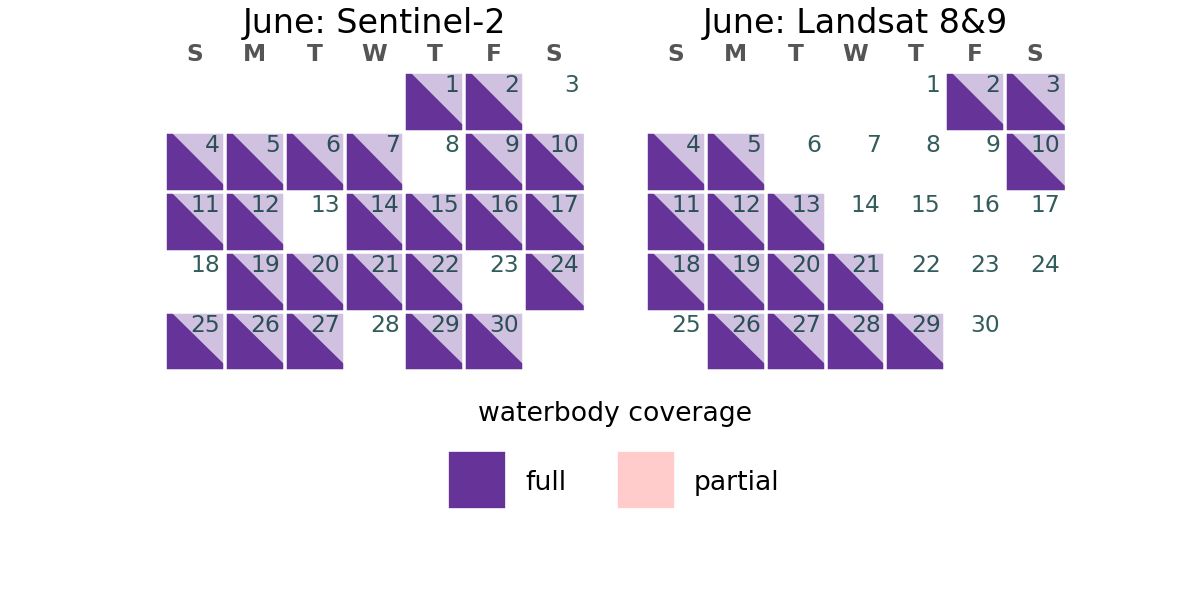 June: Sentinel-2
S M T W T F S
1 2 3
4 5 6 7 8 9 10
11 12 13 14 15 16 17
18 19 20 21 22 23 24
25 26 27 28 29 30
June: Landsat 8&9
S M T W T F S
1 2 3
4 5 6 7 8 9 10
11 12 13 14 15 16 17
18 19 20 21 22 23 24
25 26 27 28 29 30
waterbody coverage
full partial